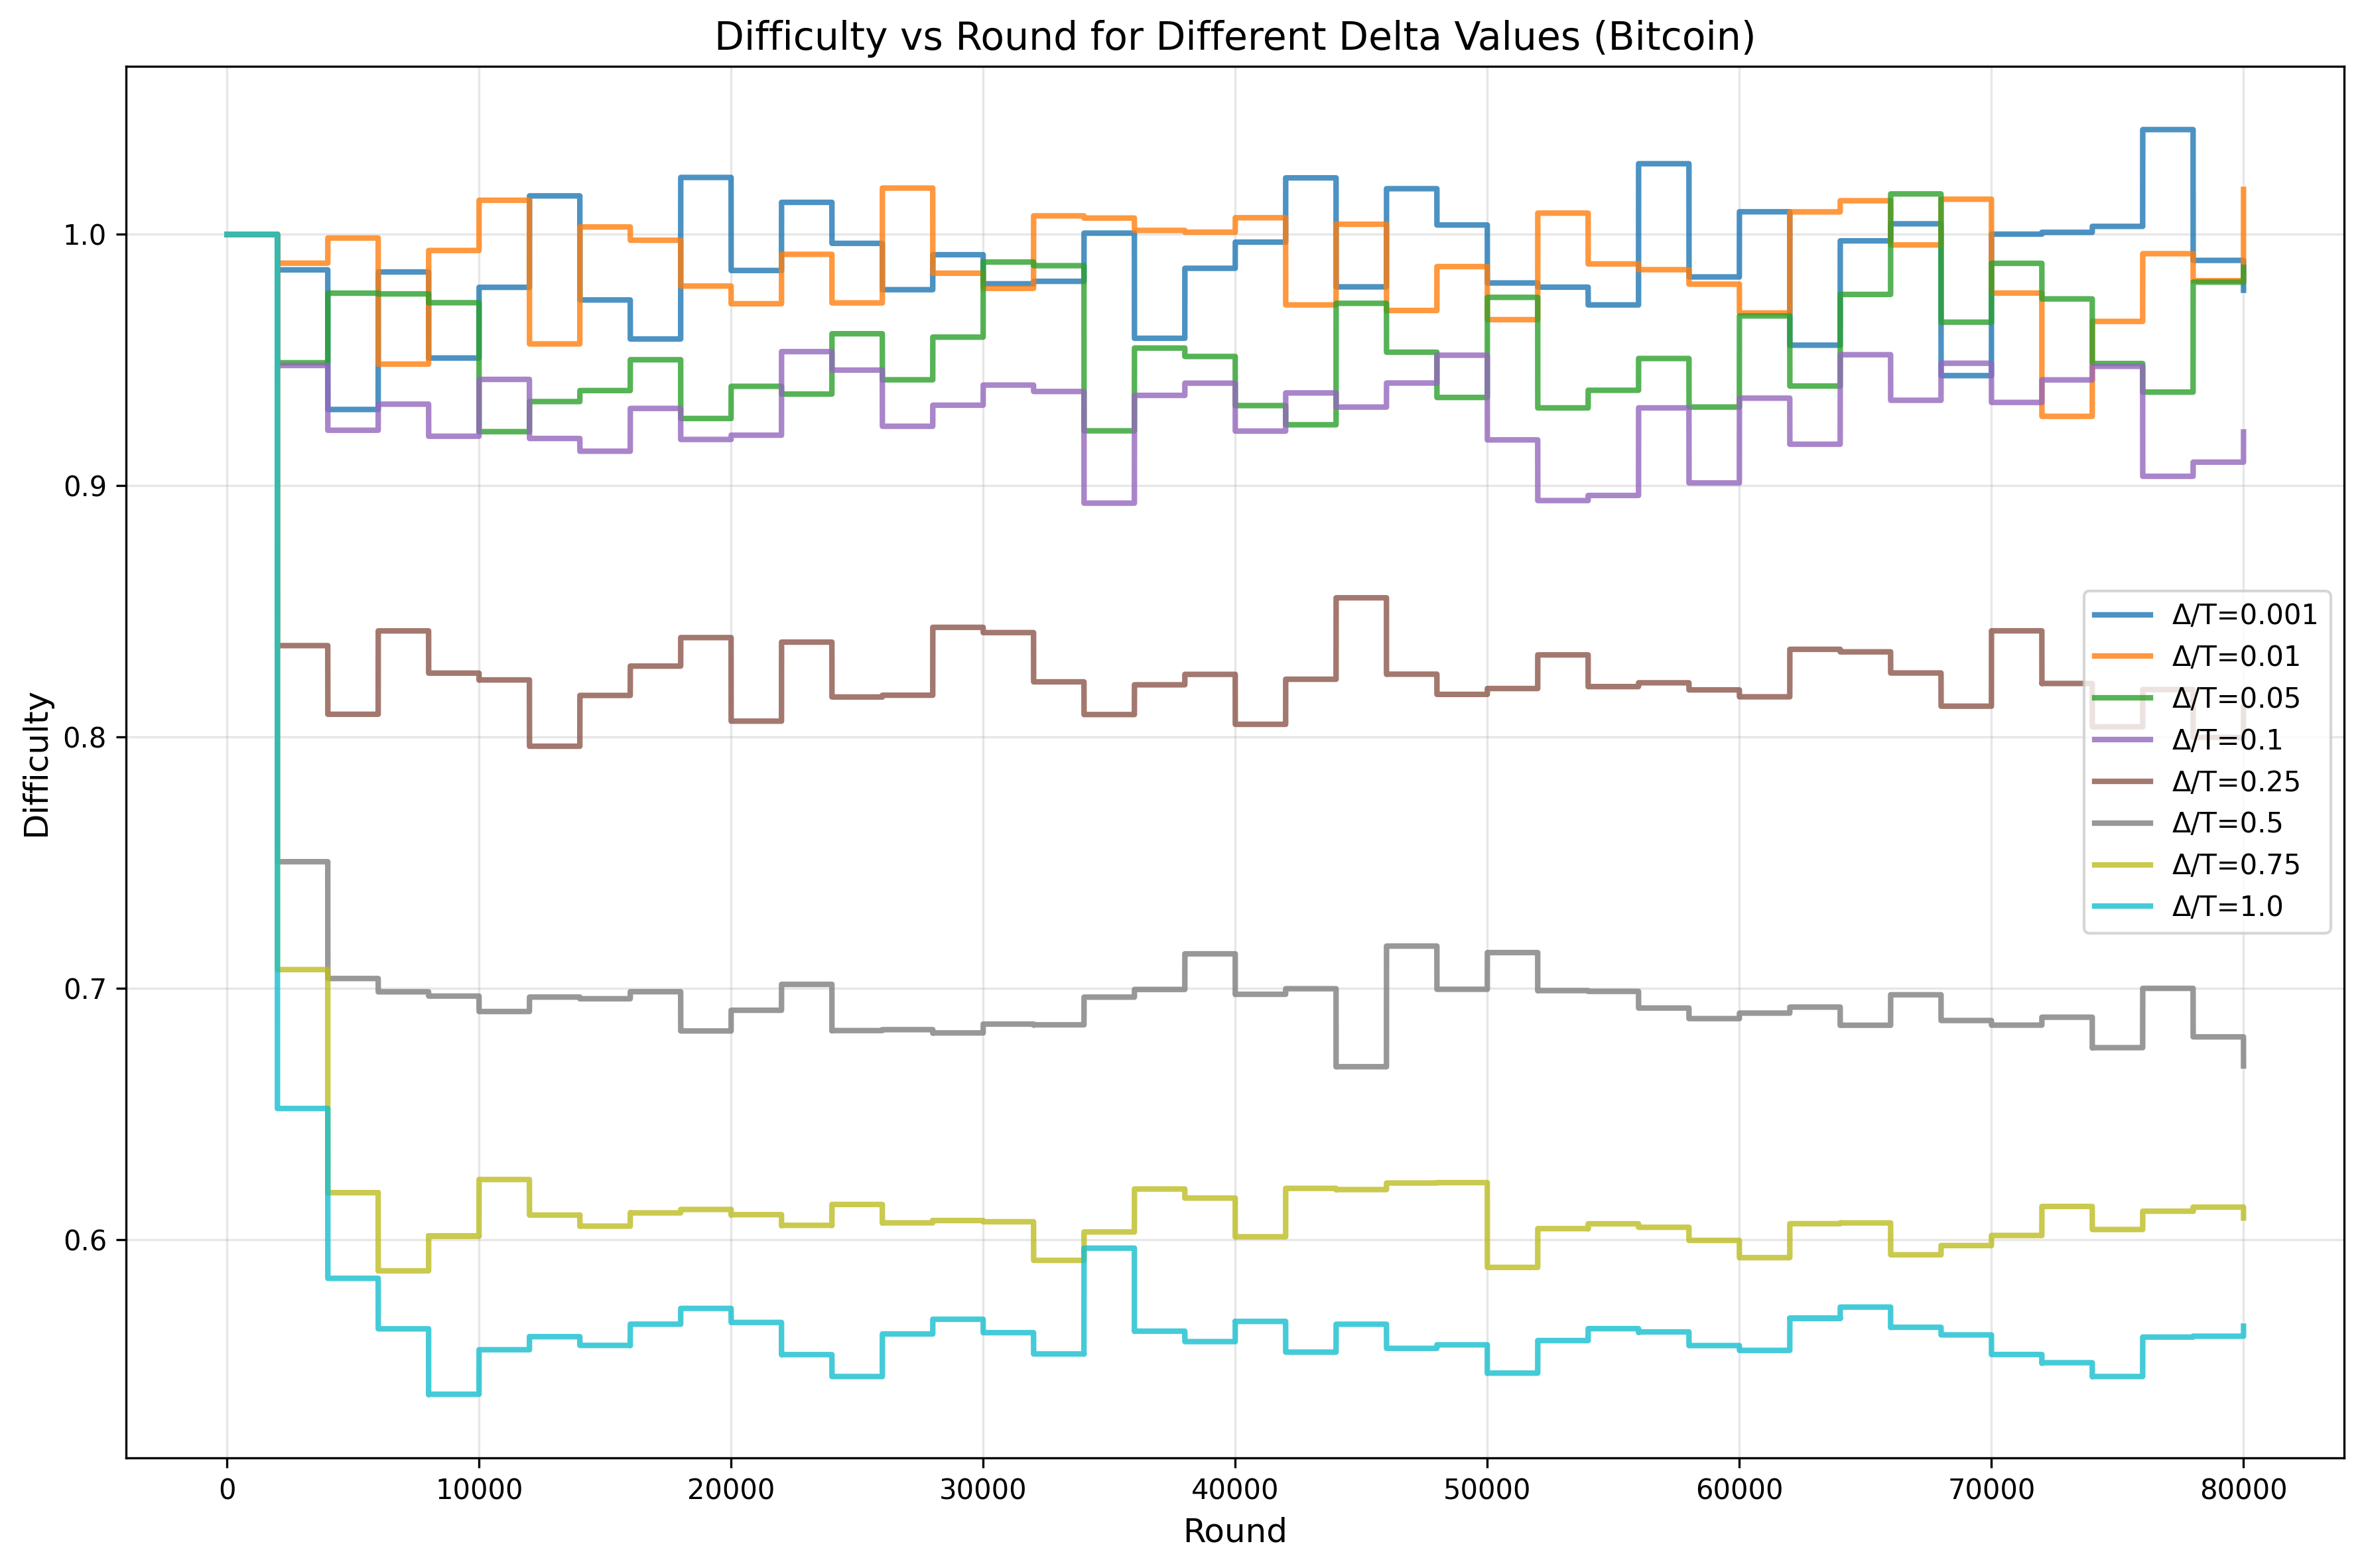 Difficulty vs Round for Different Delta Values (Bitcoin)
Difficulty
1.0
0.9
0.8
0.7
0.6
Δ/T=0.001
Δ/T=0.01
Δ/T=0.05
Δ/T=0.1
Δ/T=0.25
Δ/T=0.5
Δ/T=0.75
Δ/T=1.0
0 10000 20000 30000 40000 50000 60000 70000 80000
Round